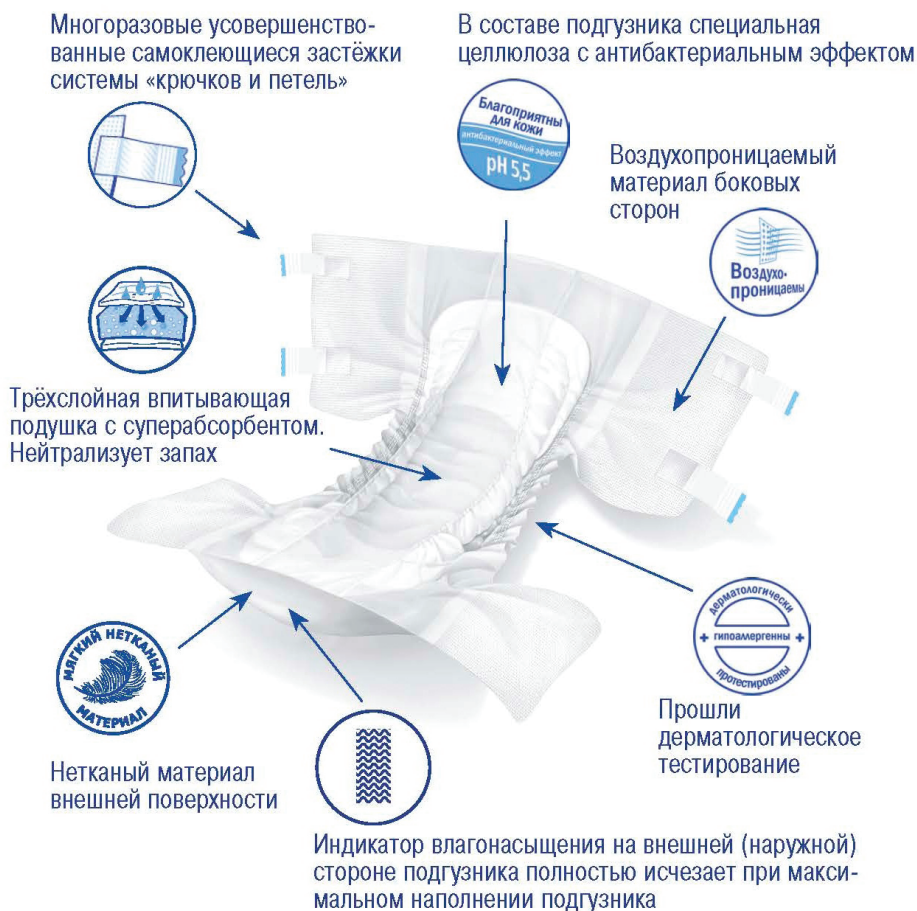 Многоразовые усовершенство-
ванные самоклеющиеся застёжки
системы «крючков и петель»
В составе подгузника специальная
целлюлоза с антибактериальным эффектом
Благоприятны
для кожи
антибактериальный эффект
pH 5,5
Воздухопроницаемый
материал боковых
сторон
Воздухо-
проницаемы
Трёхслойная впитывающая
подушка с суперабсорбентом.
Нейтрализует запах
МЯГКИЙ НЕТКАНЫЙ
МАТЕРИАЛ
Нетканый материал
внешней поверхности
дерматологически
+ гипоаллергенны +
протестированы
Прошли
дерматологическое
тестирование
Индикатор влагонасыщения на внешней (наружной)
стороне подгузника полностью исчезает при макси-
мальном наполнении подгузника